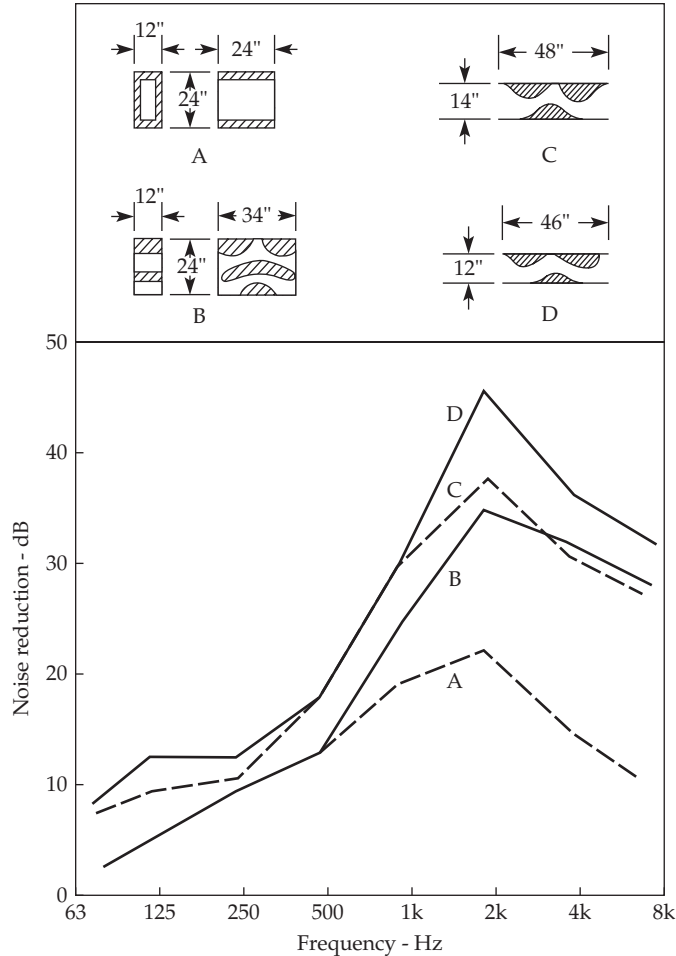 12" 24" 48"
24" 14"
A C
12" 34" 46"
24" 12"
B D
50
40
30
20
10
0
Noise reduction - dB
D
C
B
A
63 125 250 500 1k 2k 4k 8k
Frequency - Hz